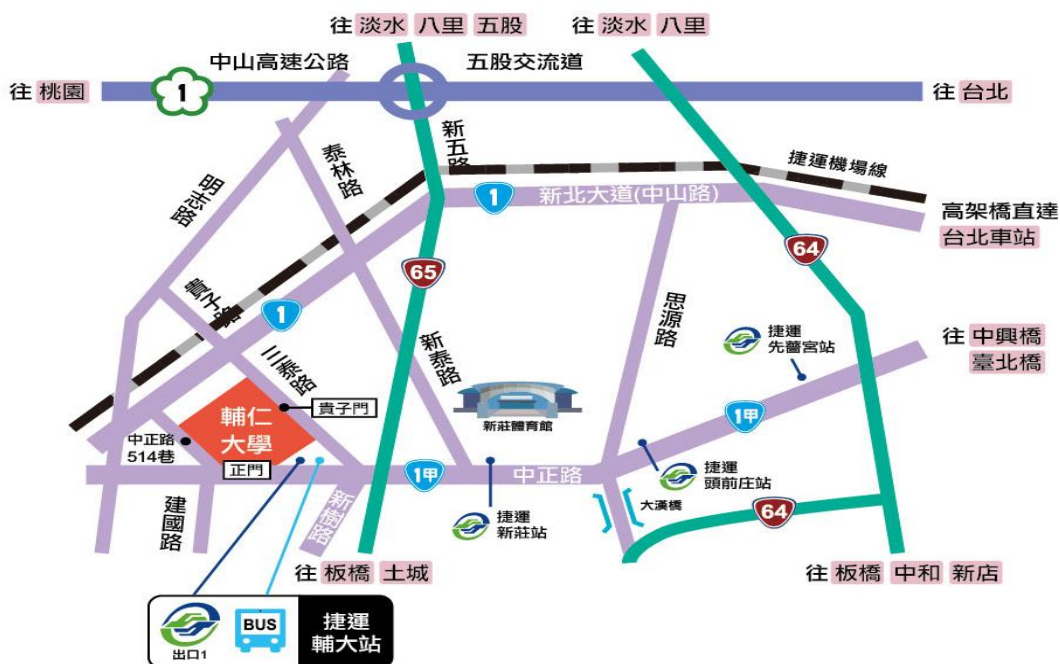 往 淡水 八里 五股
往 淡水 八里
中山高速公路
五股交流道
往 桃園
1
往 台北
新五路
泰林路
捷運機場線
明志路
1
新北大道(中山路)
高架橋直達
台北車站
65
64
貴子路
1
思源路
新泰路
捷運
先嗇宮站
往 中興橋
臺北橋
三泰路
輔仁
大學
貴子門
新莊體育館
1甲
中正路
514巷
正門
1甲
中正路
捷運
頭前庄站
建國路
新樹路
捷運
新莊站
大漢橋
64
往 板橋 土城
往 板橋 中和 新店
出口1
BUS
捷運
輔大站